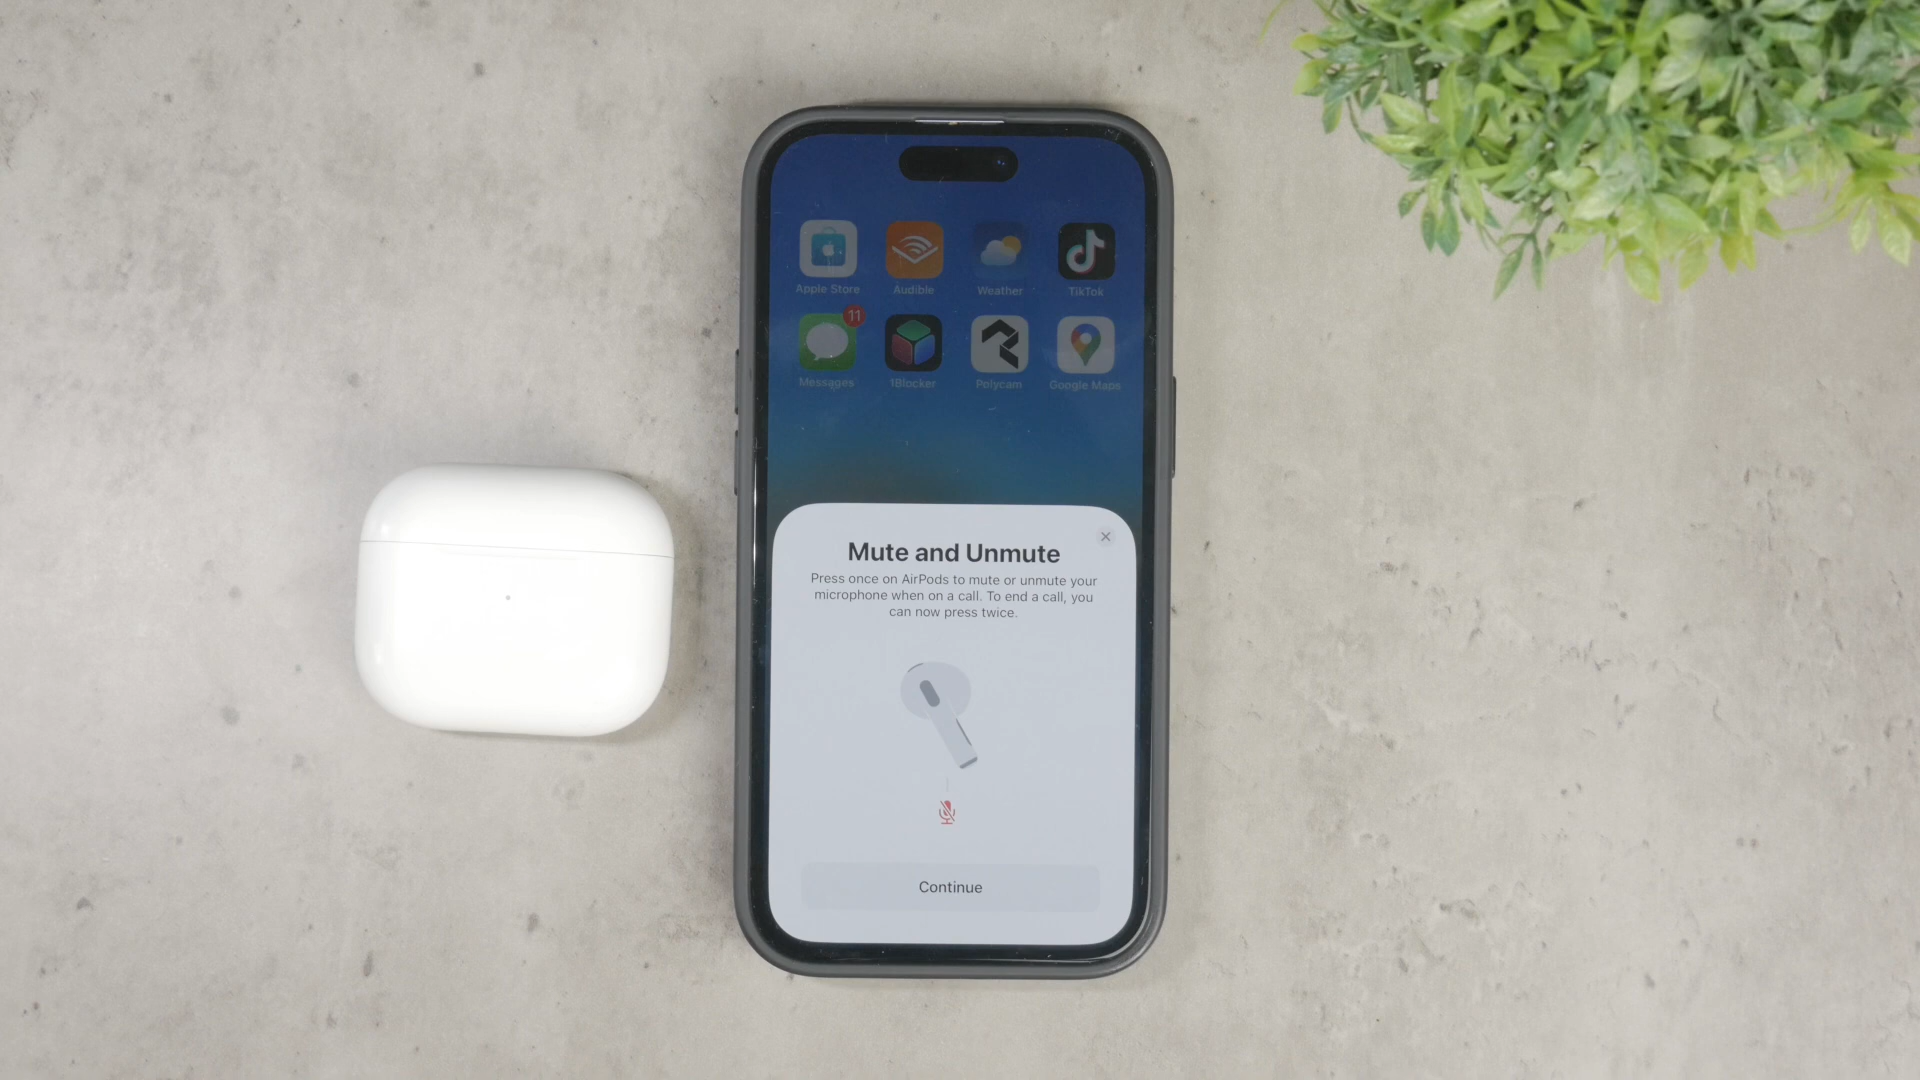 Apple Store
Audible
Weather
TikTok
11
Messages
1Blocker
Polycam
Google Maps
Mute and Unmute
Press once on AirPods to mute or unmute your
microphone when on a call. To end a call, you
can now press twice.
Continue